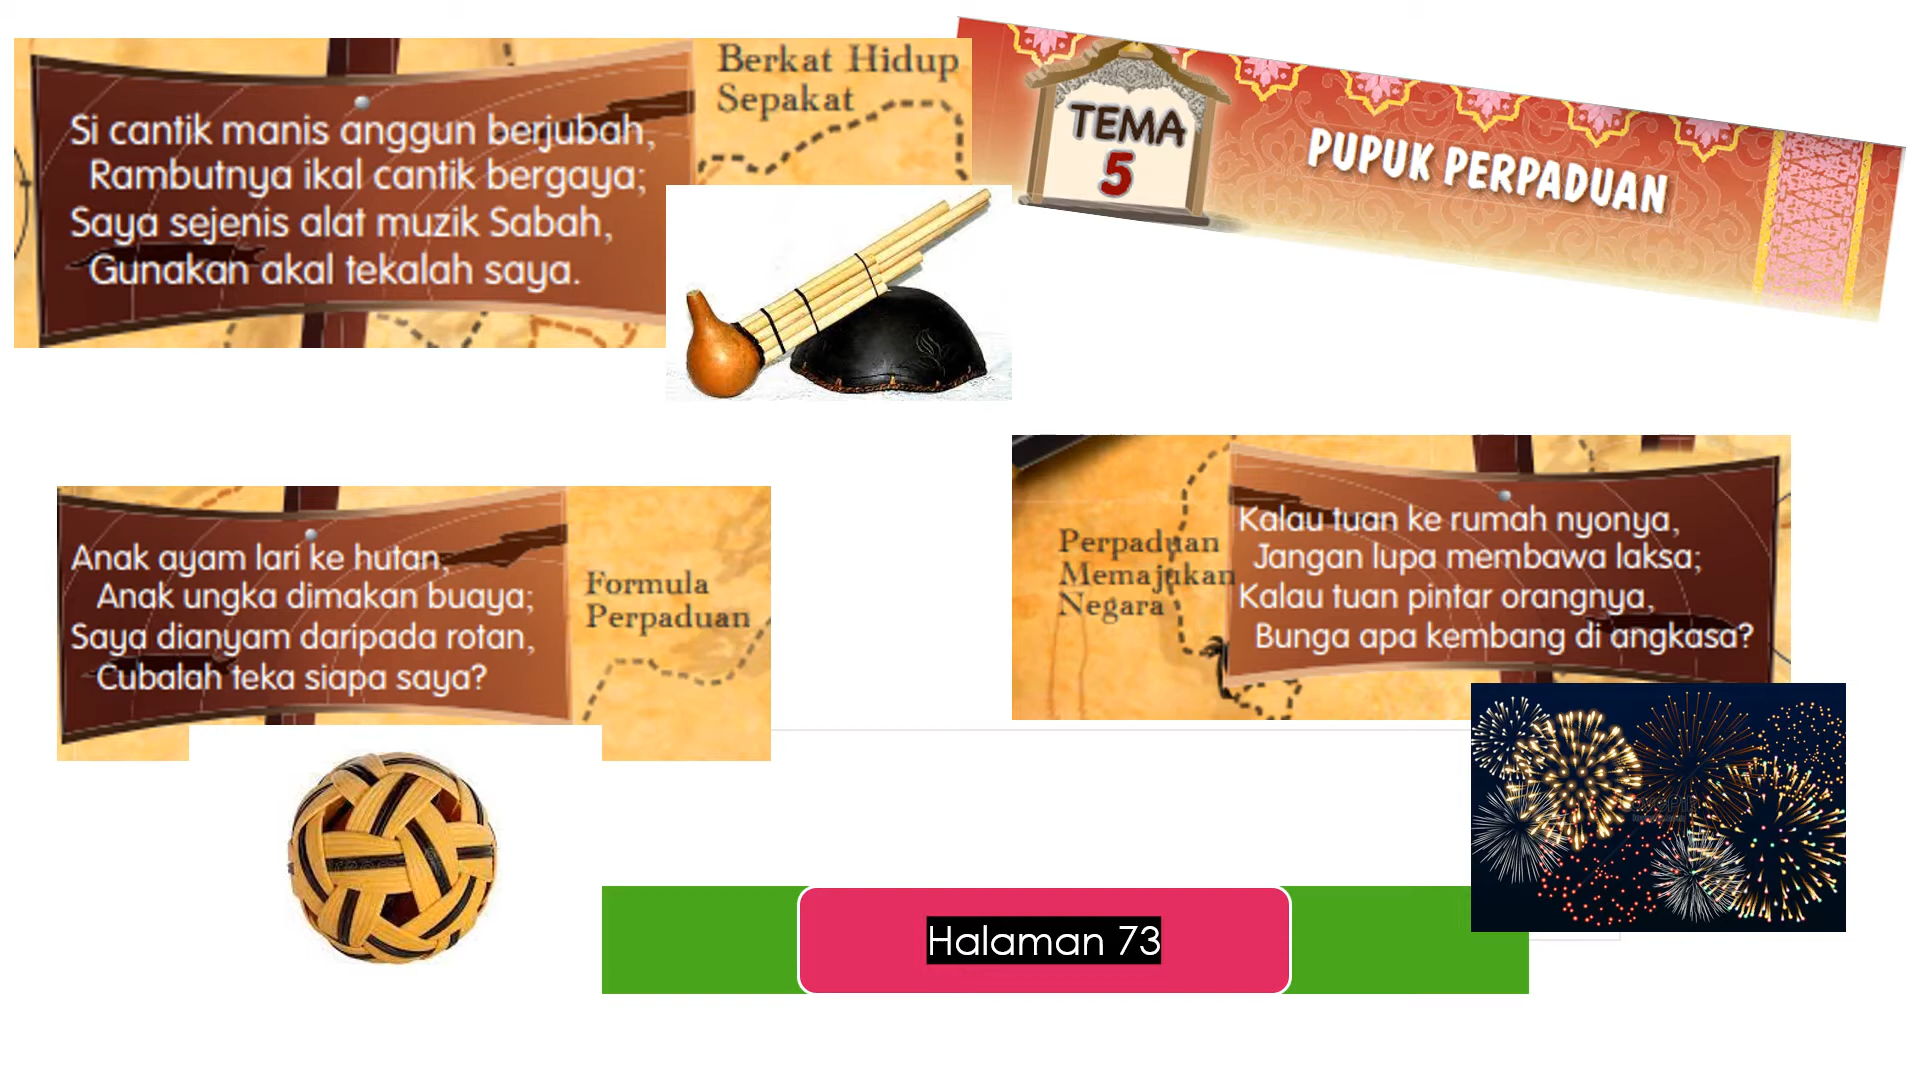 Si cantik manis anggun berjubah,
Rambutnya ikal cantik bergaya;
Saya sejenis alat muzik Sabah,
Gunakan akal tekalah saya.
Berkat Hidup
Sepakat
TEMA
5
PUPUK PERPADUAN
Anak ayam lari ke hutan,
Anak ungka dimakan buaya;
Saya dianyam daripada rotan,
Cubalah teka siapa saya?
Formula
Perpaduan
Perpaduan
Memajukan
Negara
Kalau tuan ke rumah nyonya,
Jangan lupa membawa laksa;
Kalau tuan pintar orangnya,
Bunga apa kembang di angkasa?
Halaman 73